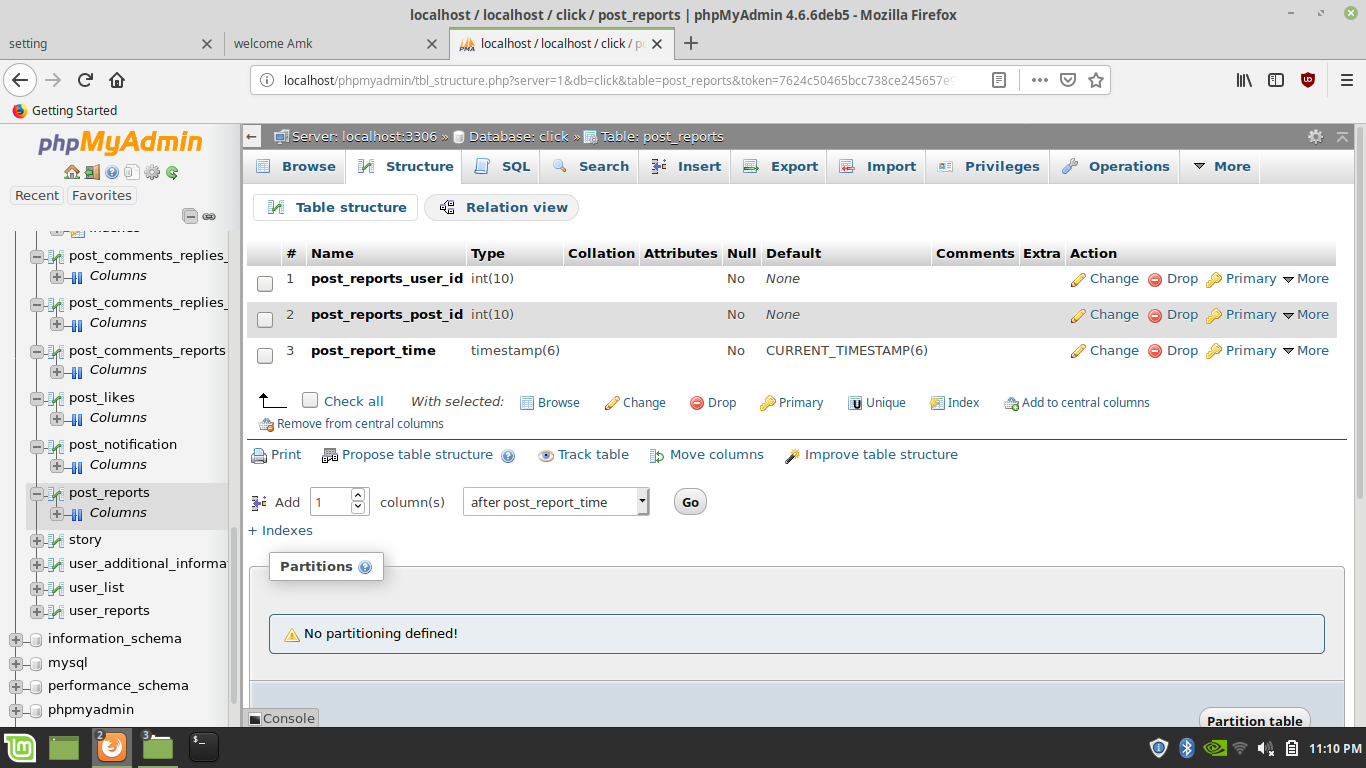 localhost / localhost / click / post_reports | phpMyAdmin 4.6.6deb5 - Mozilla Firefox
setting
welcome Amk
localhost / localhost / click / po
localhost/phpmyadmin/tbl_structure.php?server=1&db=click&table=post_reports&token=7624c50465bcc738ce245657e9
Getting Started
phpMyAdmin
Recent Favorites
Indexes
post_comments_replies_
Columns
post_comments_replies_
Columns
post_comments_reports
Columns
post_likes
Columns
post_notification
Columns
post_reports
Columns
story
user_additional_informa
user_list
user_reports
information_schema
mysql
performance_schema
phpmyadmin
Server: localhost:3306 » Database: click » Table: post_reports
Browse Structure SQL Search Insert Export Import Privileges Operations More
Table structure Relation view
# Name Type Collation Attributes Null Default Comments Extra Action
1 post_reports_user_id int(10) No None Change Drop Primary More
2 post_reports_post_id int(10) No None Change Drop Primary More
3 post_report_time timestamp(6) No CURRENT_TIMESTAMP(6) Change Drop Primary More
Check all With selected: Browse Change Drop Primary Unique Index Add to central columns
Remove from central columns
Print Propose table structure Track table Move columns Improve table structure
Add 1 column(s) after post_report_time Go
+ Indexes
Partitions
No partitioning defined!
Partition table
Console
2 3 $_ 11:10 PM